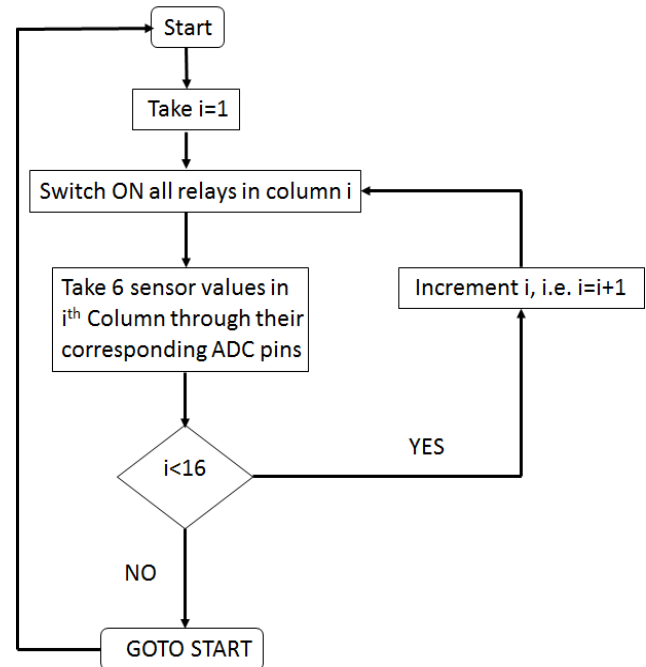 Start
Take i=1
Switch ON all relays in column i
Take 6 sensor values in
iᵗʰ Column through their
corresponding ADC pins
Increment i, i.e. i=i+1
i<16
YES
NO
GOTO START